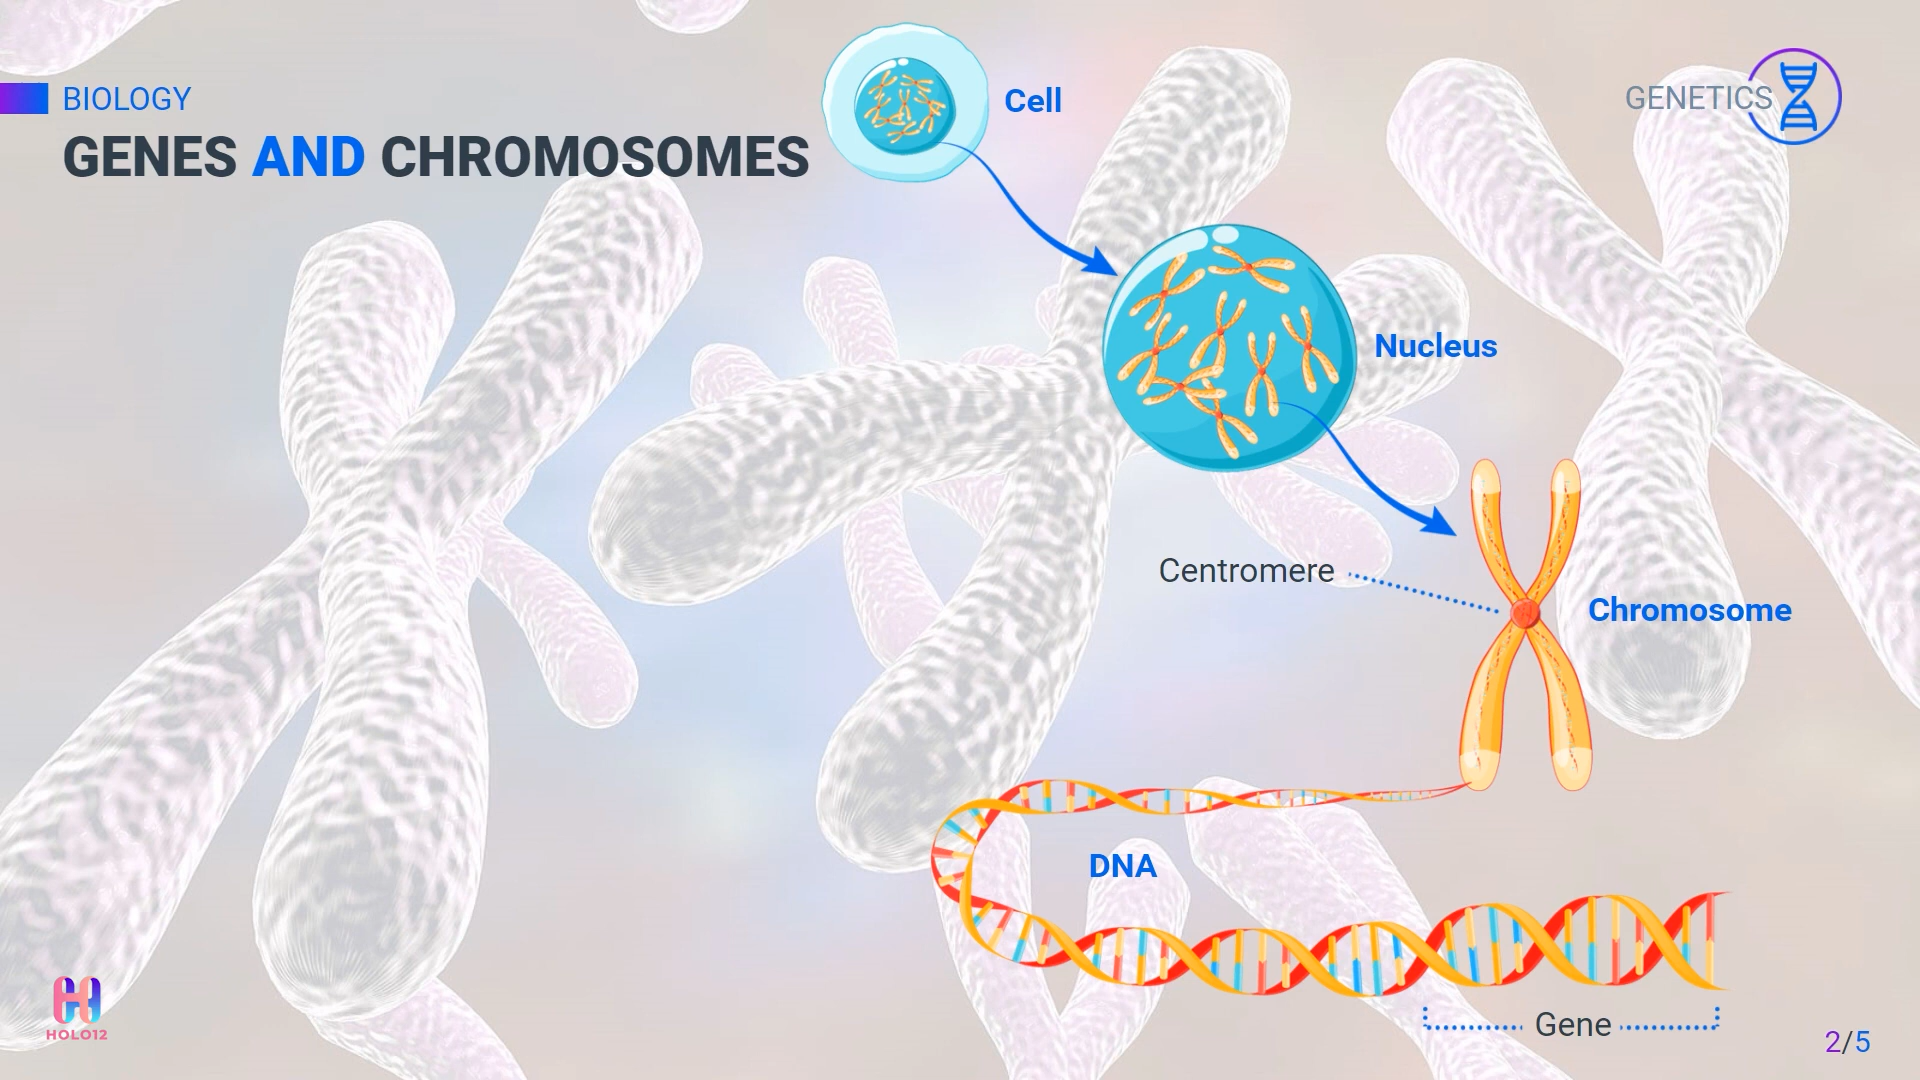 BIOLOGY
GENES AND CHROMOSOMES
GENETICS
Cell
Nucleus
Centromere
Chromosome
DNA
Gene
HOLO12
2/5